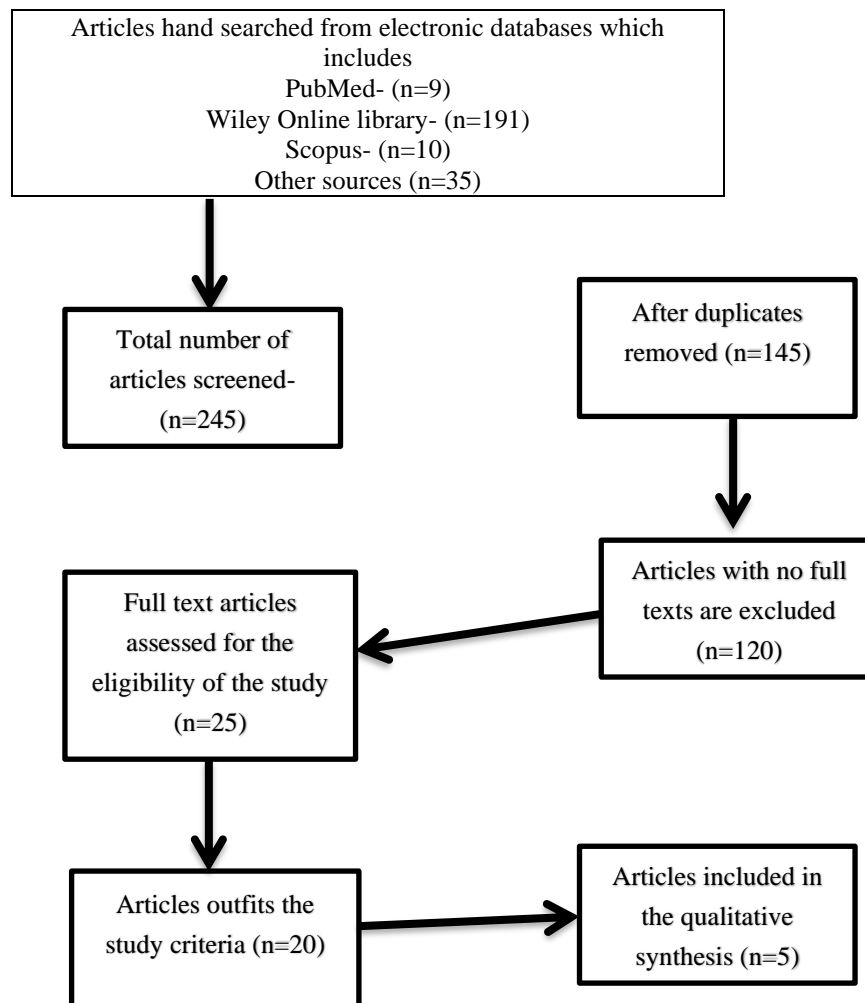 Articles hand searched from electronic databases which
includes
PubMed- (n=9)
Wiley Online library- (n=191)
Scopus- (n=10)
Other sources (n=35)
Total number of
articles screened-
(n=245)
After duplicates
removed (n=145)
Articles with no full
texts are excluded
(n=120)
Full text articles
assessed for the
eligibility of the study
(n=25)
Articles outfits the
study criteria (n=20)
Articles included in
the qualitative
synthesis (n=5)